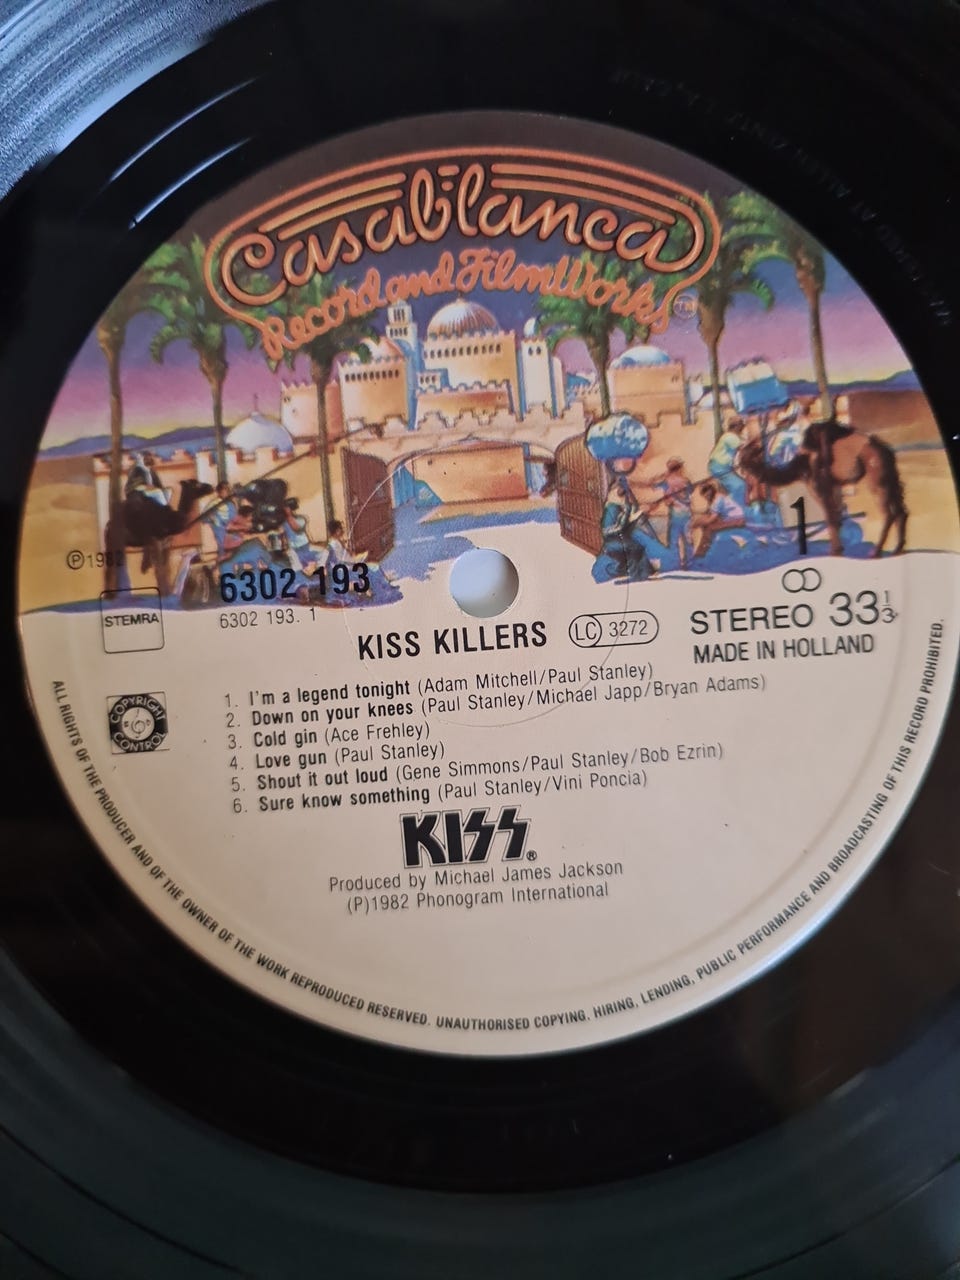 Casablanca
Record and FilmWorks TM
1
℗1982
STEMRA
6302 193
6302 193. 1
KISS KILLERS
LC 3272
STEREO 33 1/3
MADE IN HOLLAND
COPYRIGHT
CONTROL
1. I'm a legend tonight (Adam Mitchell/Paul Stanley)
2. Down on your knees (Paul Stanley/Michael Japp/Bryan Adams)
3. Cold gin (Ace Frehley)
4. Love gun (Paul Stanley)
5. Shout it out loud (Gene Simmons/Paul Stanley/Bob Ezrin)
6. Sure know something (Paul Stanley/Vini Poncia)
KISS®
Produced by Michael James Jackson
(P)1982 Phonogram International
ALL RIGHTS OF THE PRODUCER AND OF THE OWNER OF THE WORK REPRODUCED RESERVED. UNAUTHORISED COPYING, HIRING, LENDING, PUBLIC PERFORMANCE AND BROADCASTING OF THIS RECORD PROHIBITED.